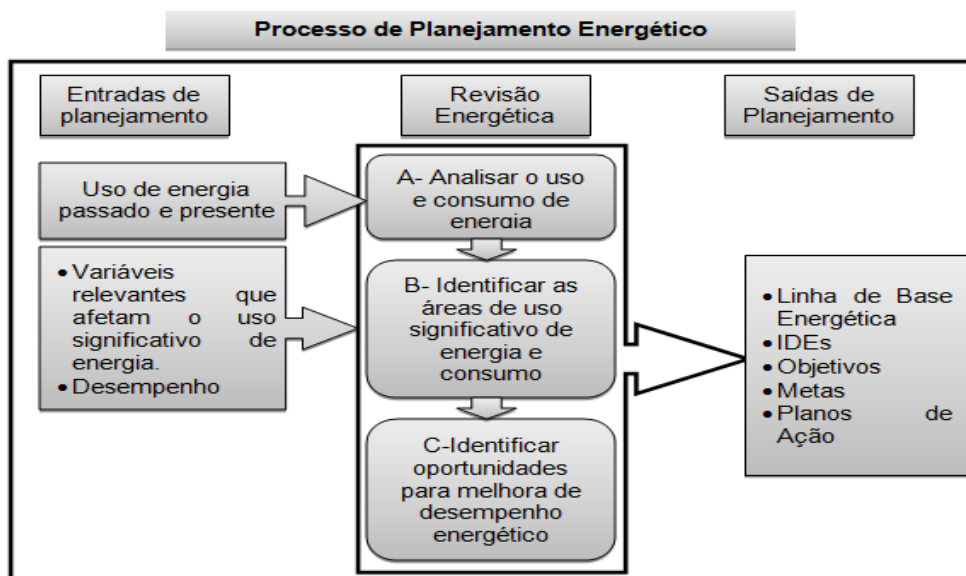 Processo de Planejamento Energético
Entradas de
planejamento
Revisão
Energética
Saídas de
Planejamento
Uso de energia
passado e presente
• Variáveis
relevantes que
afetam o uso
significativo de
energia.
• Desempenho
A- Analisar o uso
e consumo de
energia
B- Identificar as
áreas de uso
significativo de
energia e
consumo
C-Identificar
oportunidades
para melhora de
desempenho
energético
• Linha de Base
Energética
• IDEs
• Objetivos
• Metas
• Planos de
Ação